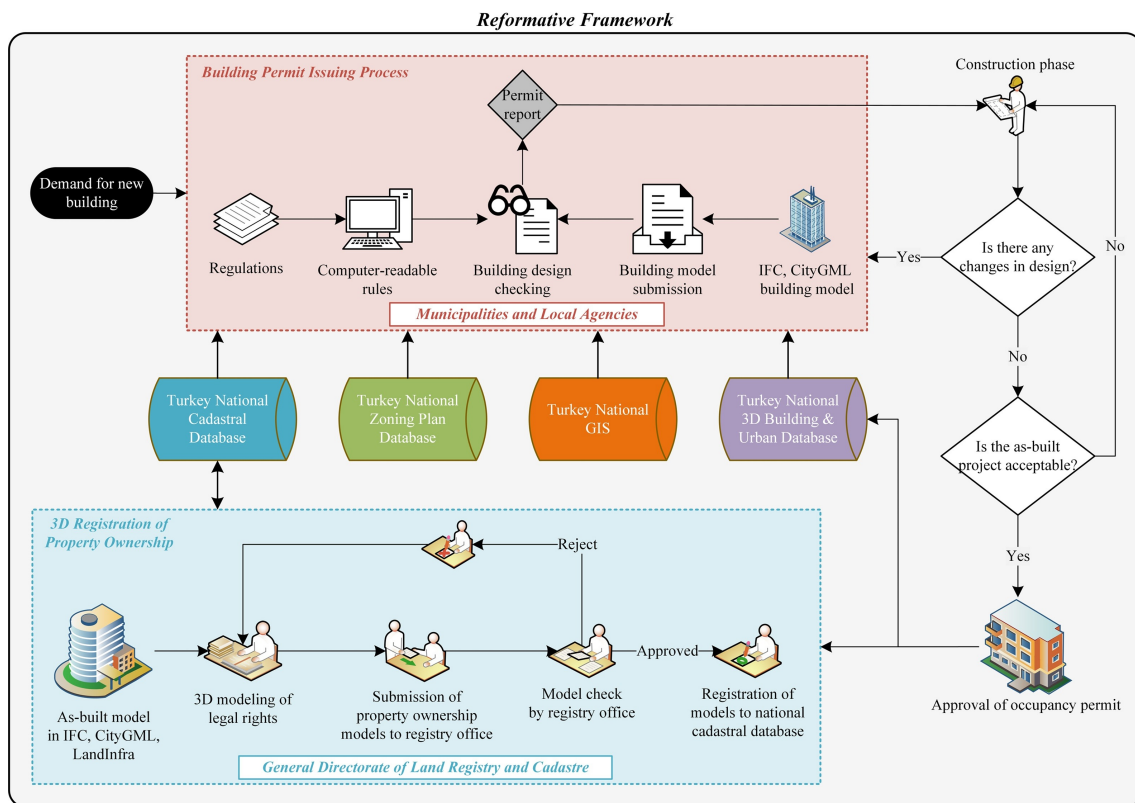 Reformative Framework
Building Permit Issuing Process
Construction phase
Permit
report
Demand for new
building
Regulations
Computer-readable
rules
Building design
checking
Building model
submission
IFC, CityGML
building model
Yes
Is there any
changes in design?
No
Municipalities and Local Agencies
No
Turkey National
Cadastral
Database
Turkey National
Zoning Plan
Database
Turkey National
GIS
Turkey National
3D Building &
Urban Database
Is the as-built
project acceptable?
3D Registration of
Property Ownership
Reject
Yes
Approved
As-built model
in IFC, CityGML,
LandInfra
3D modeling of
legal rights
Submission of
property ownership
models to registry office
Model check
by registry office
Registration of
models to national
cadastral database
Approval of occupancy permit
General Directorate of Land Registry and Cadastre